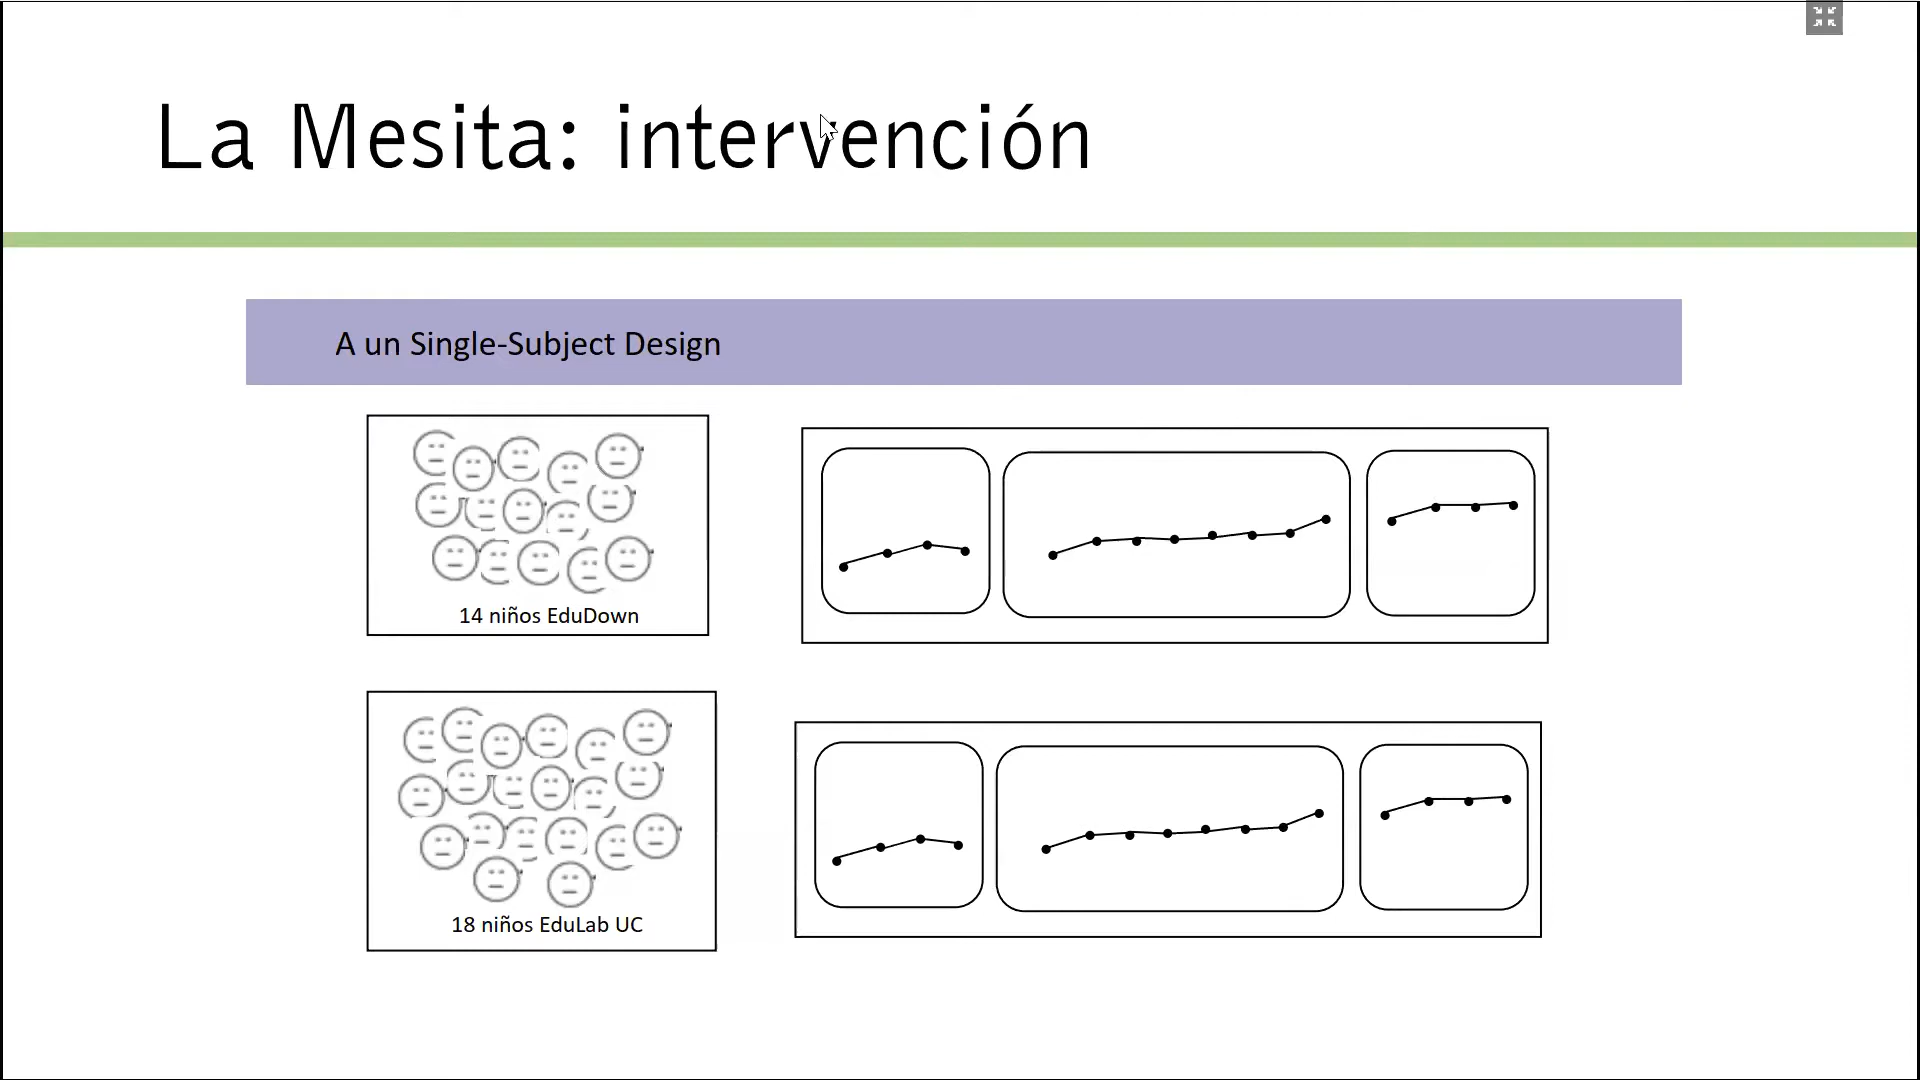 La Mesita: intervención
A un Single-Subject Design
14 niños EduDown
18 niños EduLab UC